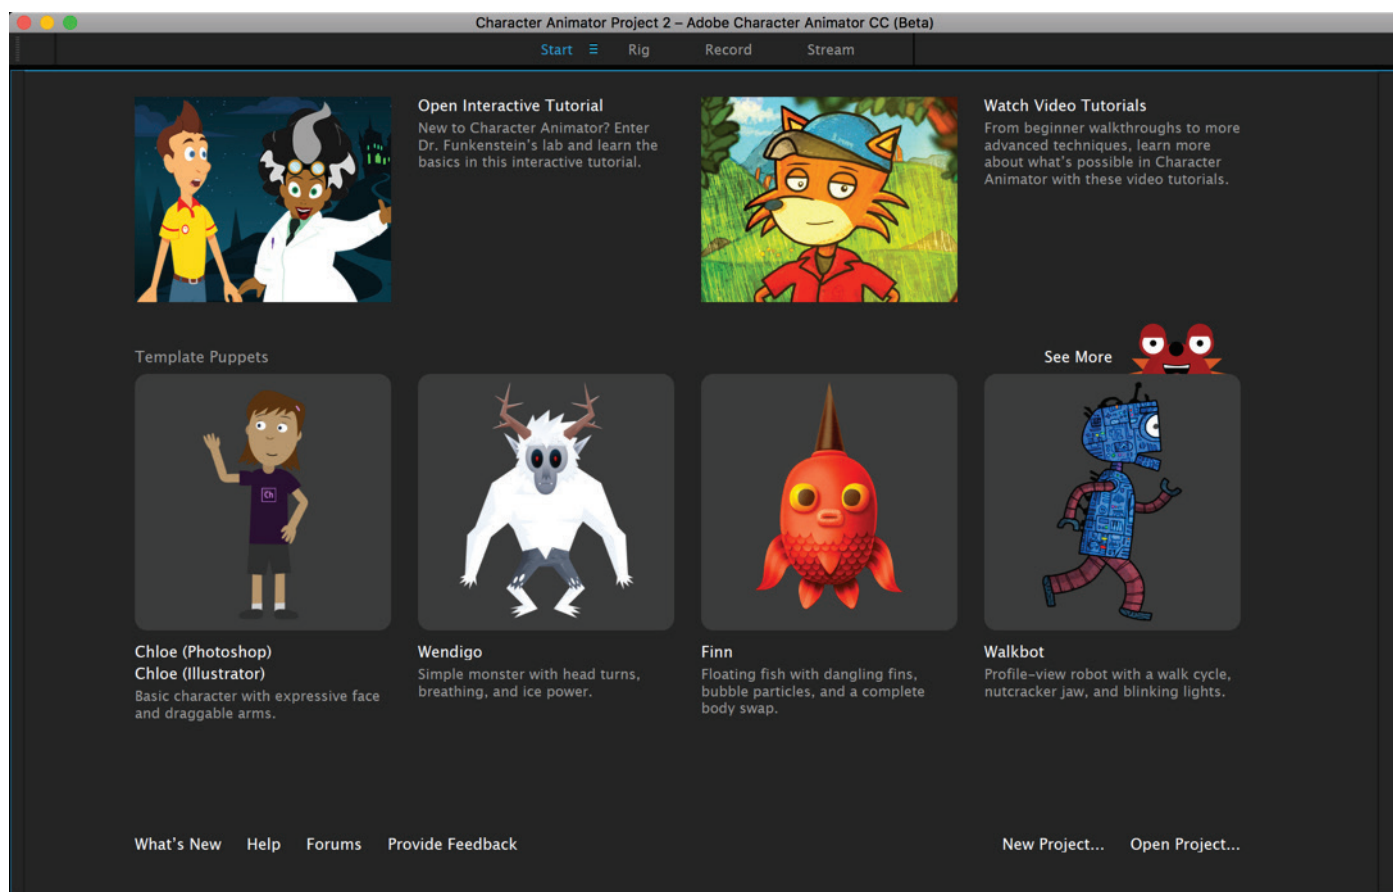 Character Animator Project 2 – Adobe Character Animator CC (Beta)
Start Rig Record Stream
Open Interactive Tutorial
New to Character Animator? Enter
Dr. Funkenstein's lab and learn the
basics in this interactive tutorial.
Watch Video Tutorials
From beginner walkthroughs to more
advanced techniques, learn more
about what's possible in Character
Animator with these video tutorials.
Template Puppets
See More
Ch
Chloe (Photoshop)
Chloe (Illustrator)
Basic character with expressive face
and draggable arms.
Wendigo
Simple monster with head turns,
breathing, and ice power.
Finn
Floating fish with dangling fins,
bubble particles, and a complete
body swap.
Walkbot
Profile-view robot with a walk cycle,
nutcracker jaw, and blinking lights.
What's New Help Forums Provide Feedback
New Project... Open Project...